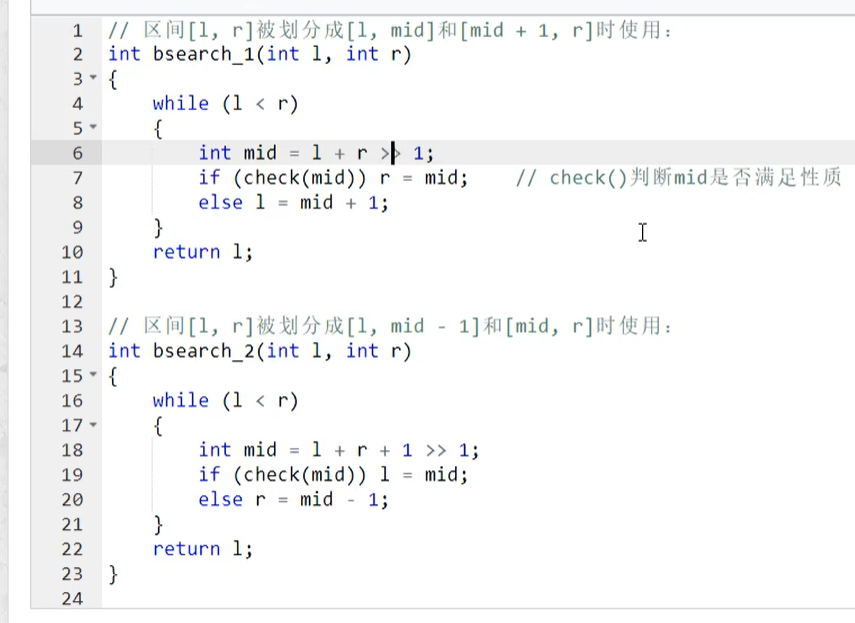 1 // 区间[l, r]被划分成[l, mid]和[mid + 1, r]时使用：
2 int bsearch_1(int l, int r)
3 {
4     while (l < r)
5     {
6         int mid = l + r >> 1;
7         if (check(mid)) r = mid;    // check()判断mid是否满足性质
8         else l = mid + 1;
9     }
10     return l;
11 }
12
13 // 区间[l, r]被划分成[l, mid - 1]和[mid, r]时使用：
14 int bsearch_2(int l, int r)
15 {
16     while (l < r)
17     {
18         int mid = l + r + 1 >> 1;
19         if (check(mid)) l = mid;
20         else r = mid - 1;
21     }
22     return l;
23 }
24